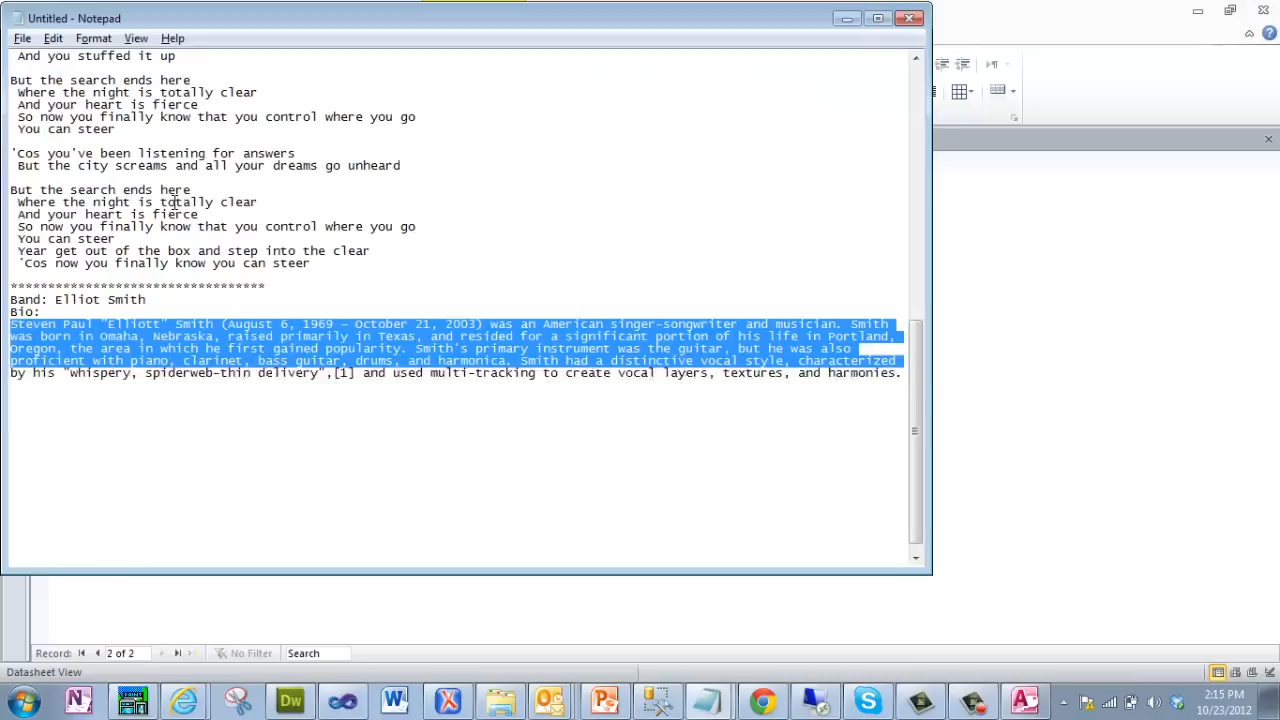 Untitled - Notepad
File Edit Format View Help
And you stuffed it up
But the search ends here
Where the night is totally clear
And your heart is fierce
So now you finally know that you control where you go
You can steer
'Cos you've been listening for answers
But the city screams and all your dreams go unheard
But the search ends here
Where the night is totally clear
And your heart is fierce
So now you finally know that you control where you go
You can steer
Year get out of the box and step into the clear
'Cos now you finally know you can steer
**********************************
Band: Elliot Smith
Bio:
Steven Paul "Elliott" Smith (August 6, 1969 – October 21, 2003) was an American singer-songwriter and musician. Smith
was born in Omaha, Nebraska, raised primarily in Texas, and resided for a significant portion of his life in Portland,
Oregon, the area in which he first gained popularity. Smith's primary instrument was the guitar, but he was also
proficient with piano, clarinet, bass guitar, drums, and harmonica. Smith had a distinctive vocal style, characterized
by his "whispery, spiderweb-thin delivery",[1] and used multi-tracking to create vocal layers, textures, and harmonies.
Record: 2 of 2 No Filter Search
Datasheet View
2:15 PM
10/23/2012